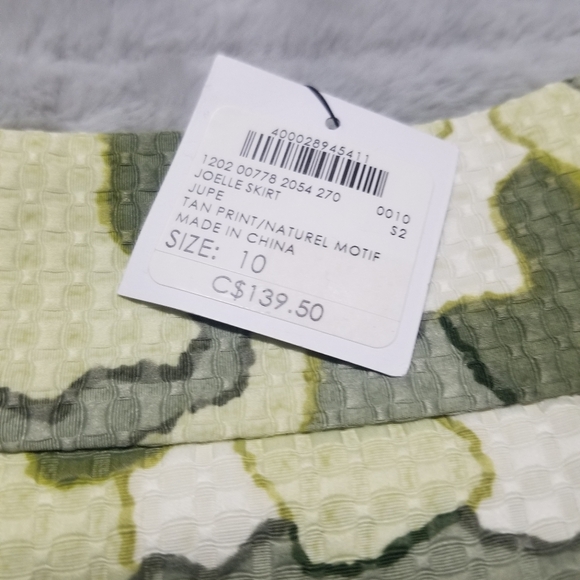 400028945411
1202 00778 2054 270 0010
JOELLE SKIRT S2
JUPE
TAN PRINT/NATUREL MOTIF
MADE IN CHINA
SIZE: 10
C$139.50